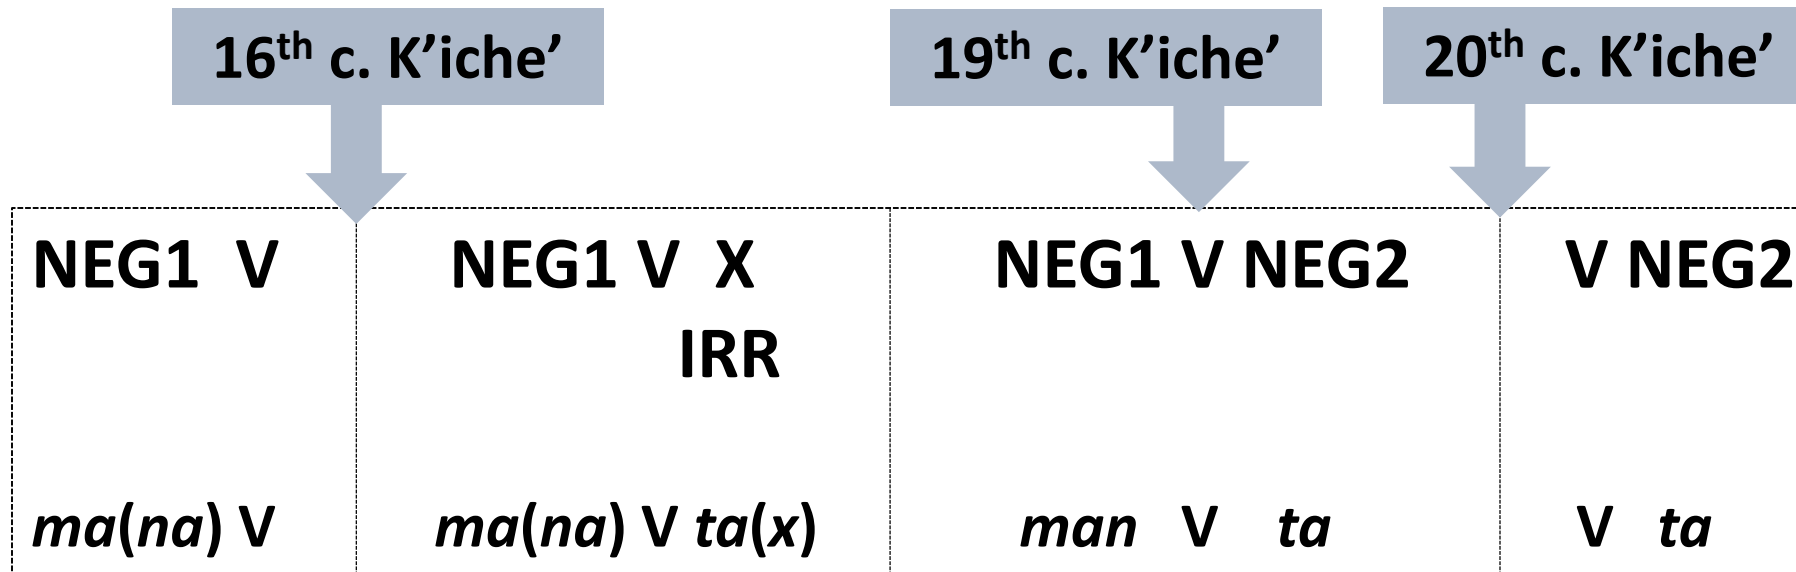 16th c. K’iche’ 19th c. K’iche’ 20th c. K’iche’
NEG1 V NEG1 V X NEG1 V NEG2 V NEG2
IRR
ma(na) V ma(na) V ta(x) man V ta V ta